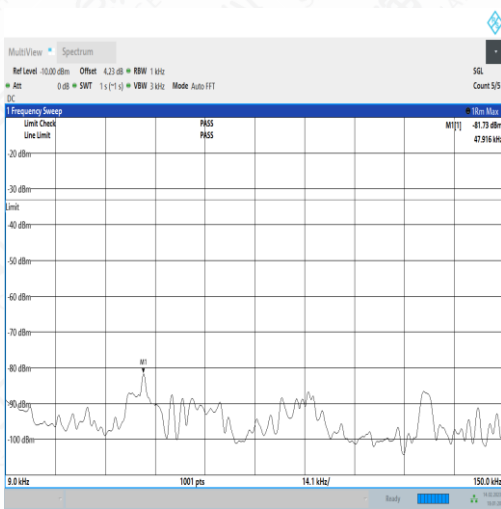 MultiView Spectrum
Ref Level -10.00 dBm Offset 4.23 dB RBW 1 kHz SGL
Att 0 dB SWT 1 s (~1 s) VBW 3 kHz Mode Auto FFT Count 5/5
DC
1 Frequency Sweep 1Rm Max
Limit Check PASS M1[1] -81.73 dBm
Line Limit PASS 47.916 kHz
-20 dBm
-30 dBm
Limit
-40 dBm
-50 dBm
-60 dBm
-70 dBm
M1
-80 dBm
-90 dBm
-100 dBm
9.0 kHz 1001 pts 14.1 kHz/ 150.0 kHz
Ready